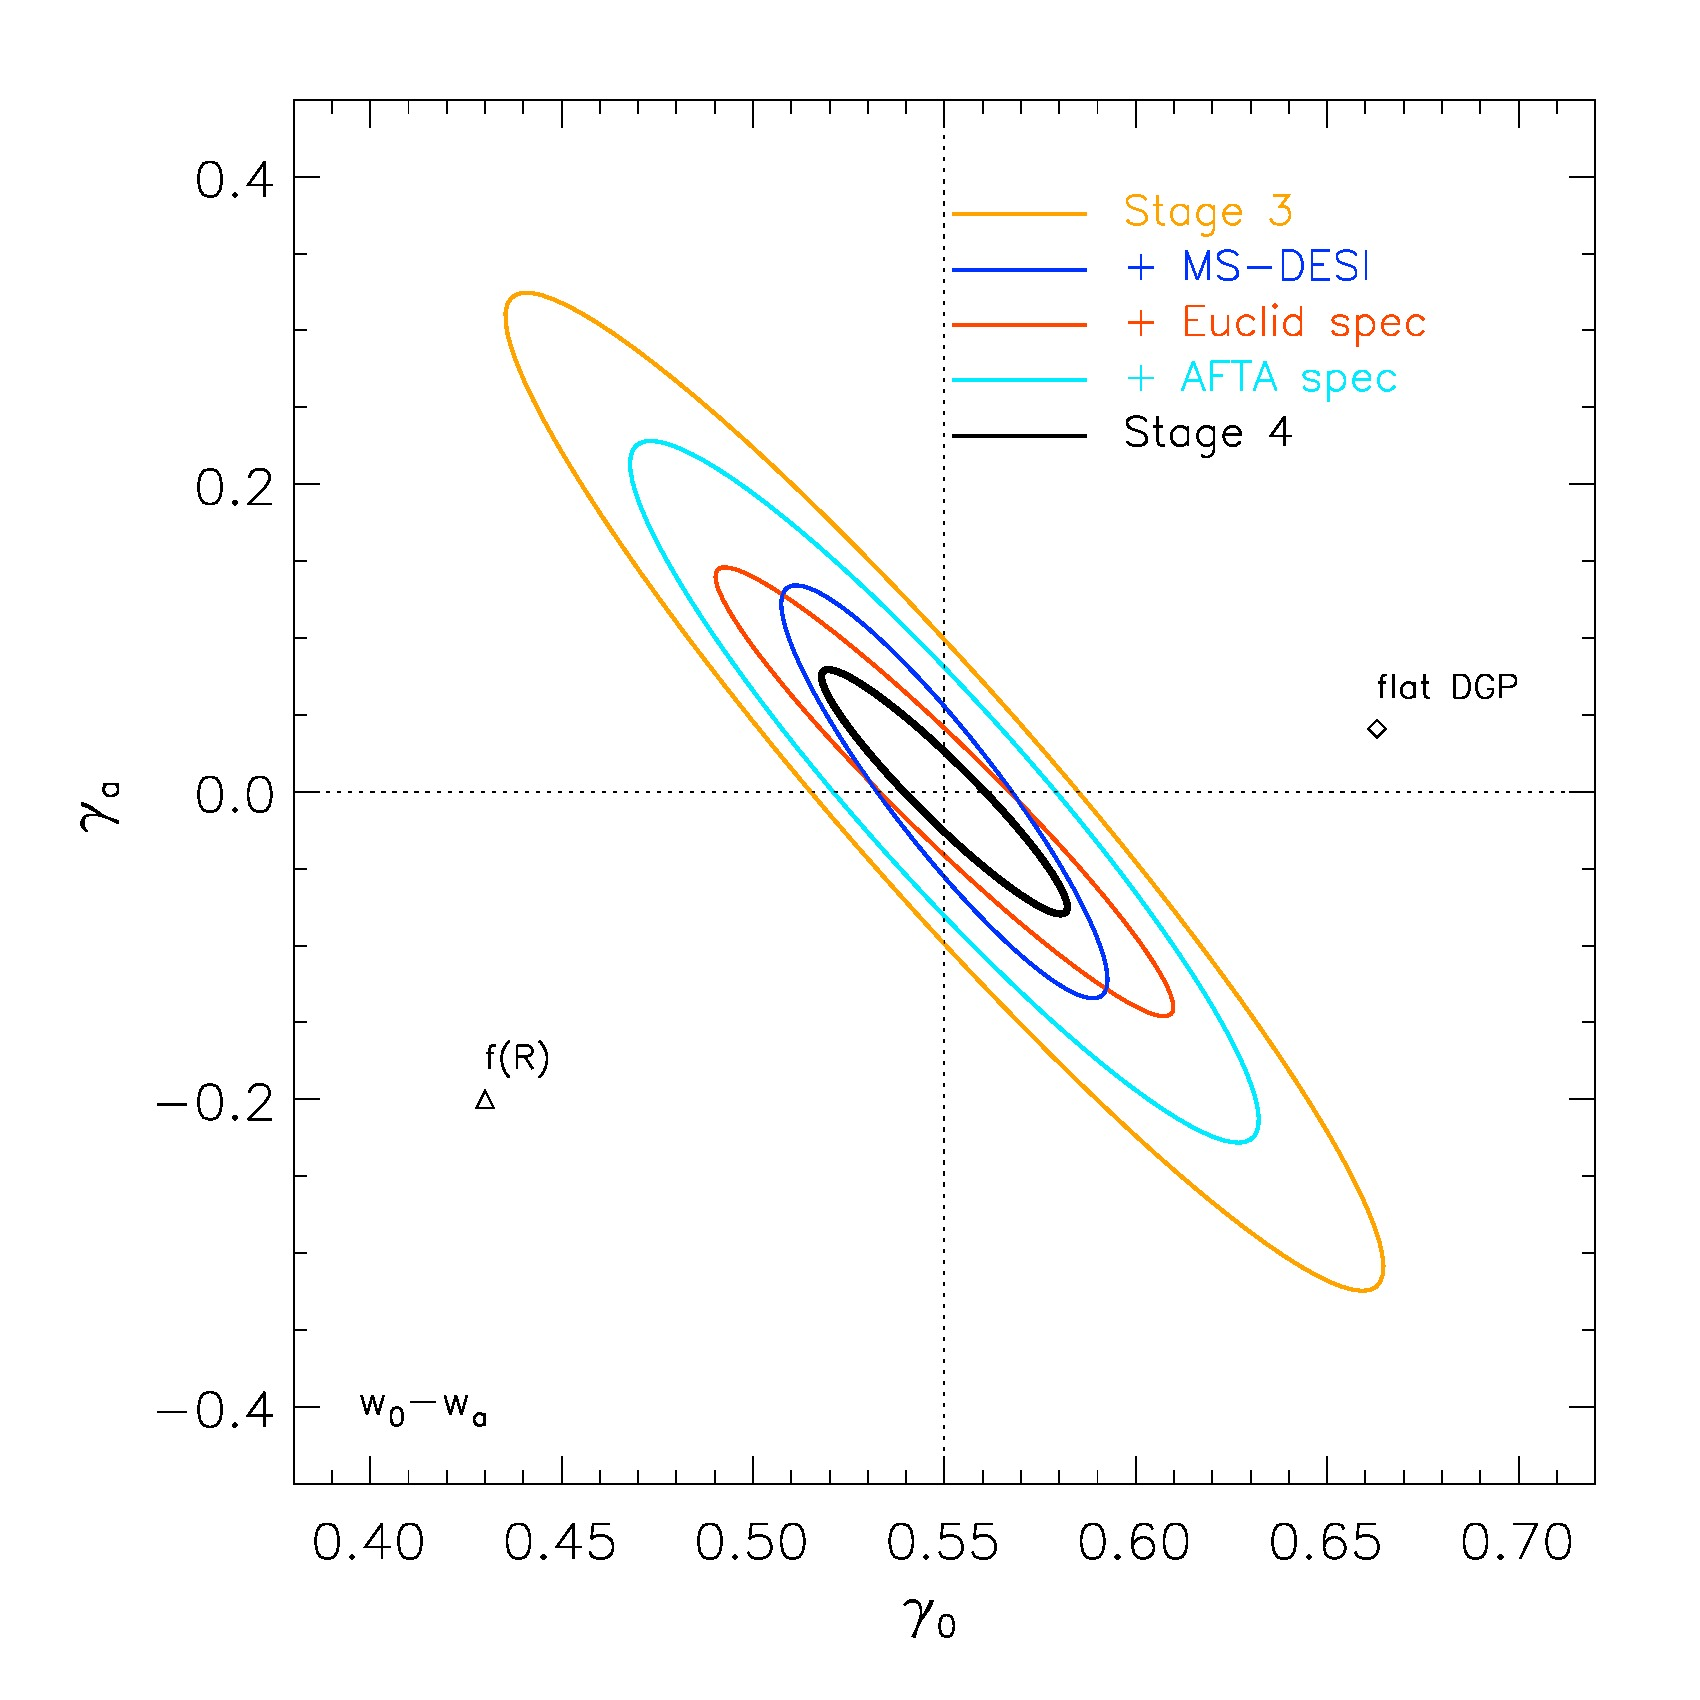 0.4
0.2
0.0
−0.2
−0.4
γa
Stage 3
+ MS−DESI
+ Euclid spec
+ AFTA spec
Stage 4
flat DGP
f(R)
w0−wa
0.40 0.45 0.50 0.55 0.60 0.65 0.70
γ0